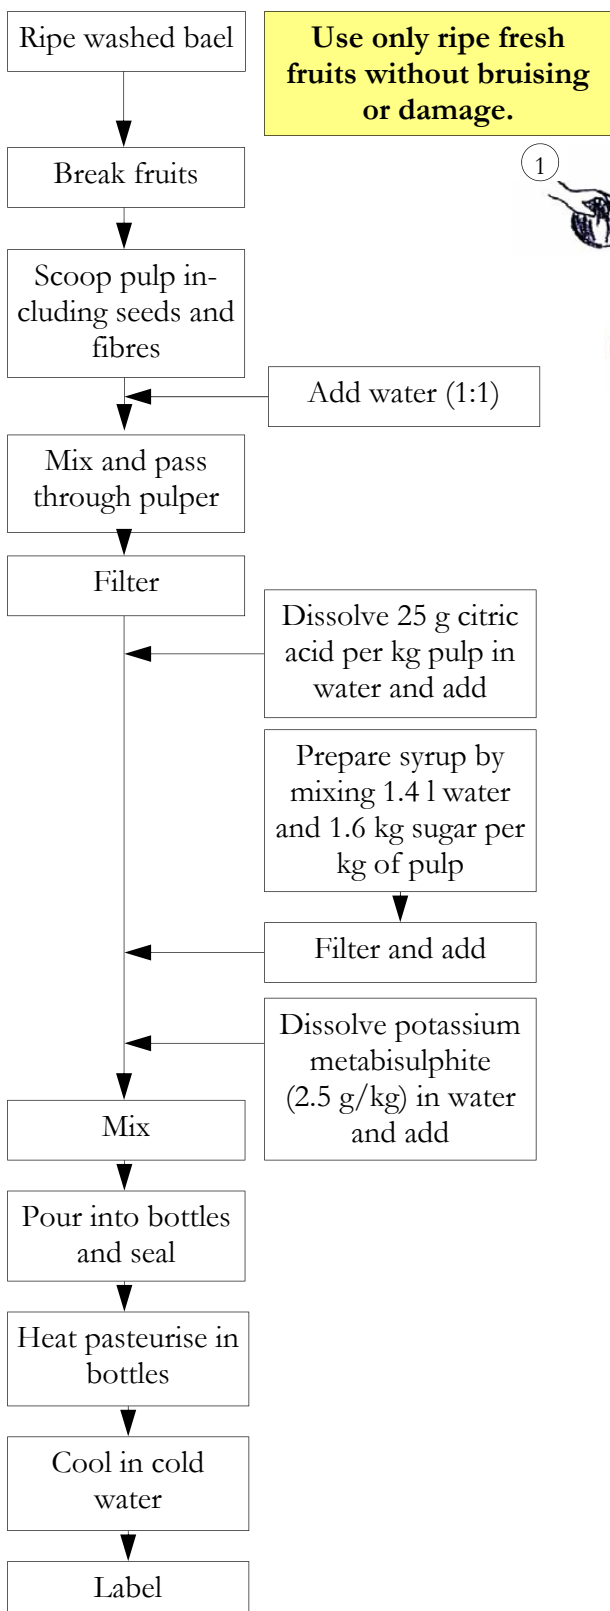 Ripe washed bael
Use only ripe fresh
fruits without bruising
or damage.
1
Break fruits
Scoop pulp in-
cluding seeds and
fibres
Add water (1:1)
Mix and pass
through pulper
Filter
Dissolve 25 g citric
acid per kg pulp in
water and add
Prepare syrup by
mixing 1.4 l water
and 1.6 kg sugar per
kg of pulp
Filter and add
Dissolve potassium
metabisulphite
(2.5 g/kg) in water
and add
Mix
Pour into bottles
and seal
Heat pasteurise in
bottles
Cool in cold
water
Label